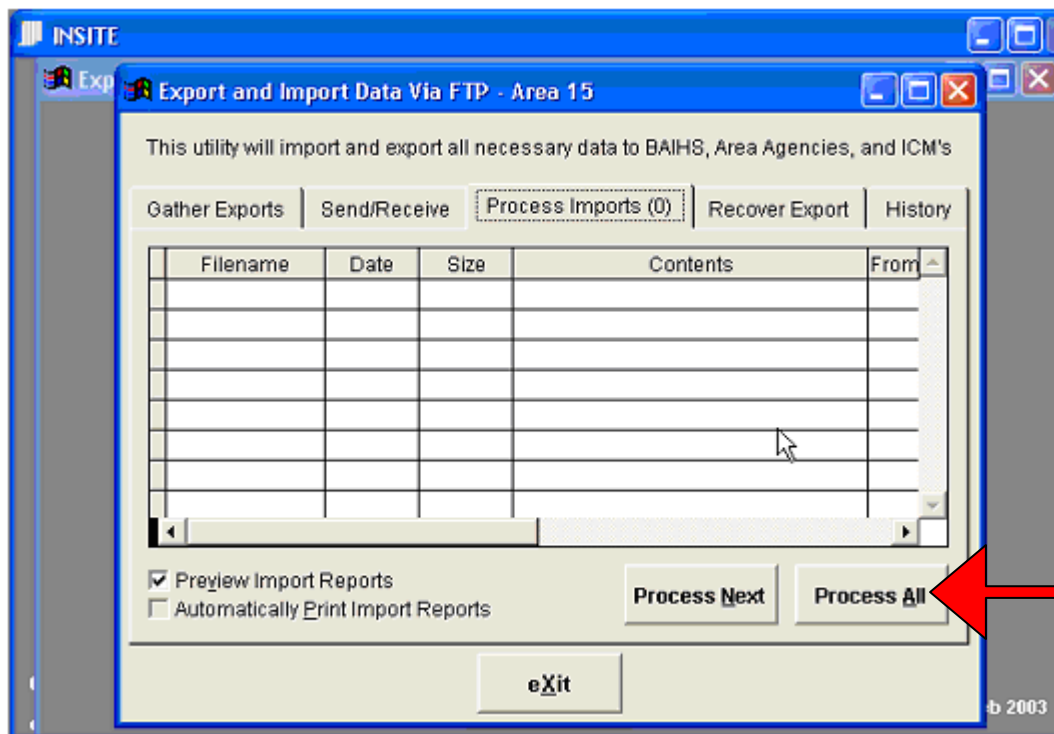 INSITE
Exp
Export and Import Data Via FTP - Area 15
This utility will import and export all necessary data to BAIHS, Area Agencies, and ICM's
Gather Exports Send/Receive Process Imports (0) Recover Export History
Filename Date Size Contents From
Preview Import Reports
Automatically Print Import Reports
Process Next Process All
eXit
eb 2003